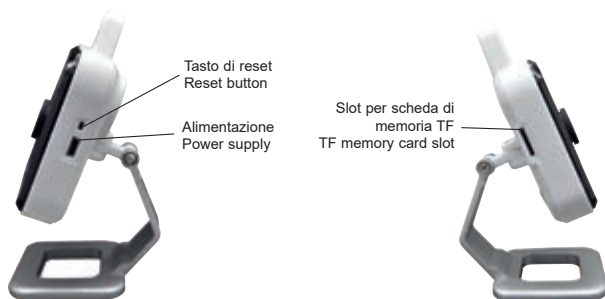 Tasto di reset
Reset button
Alimentazione
Power supply
Slot per scheda di
memoria TF
TF memory card slot